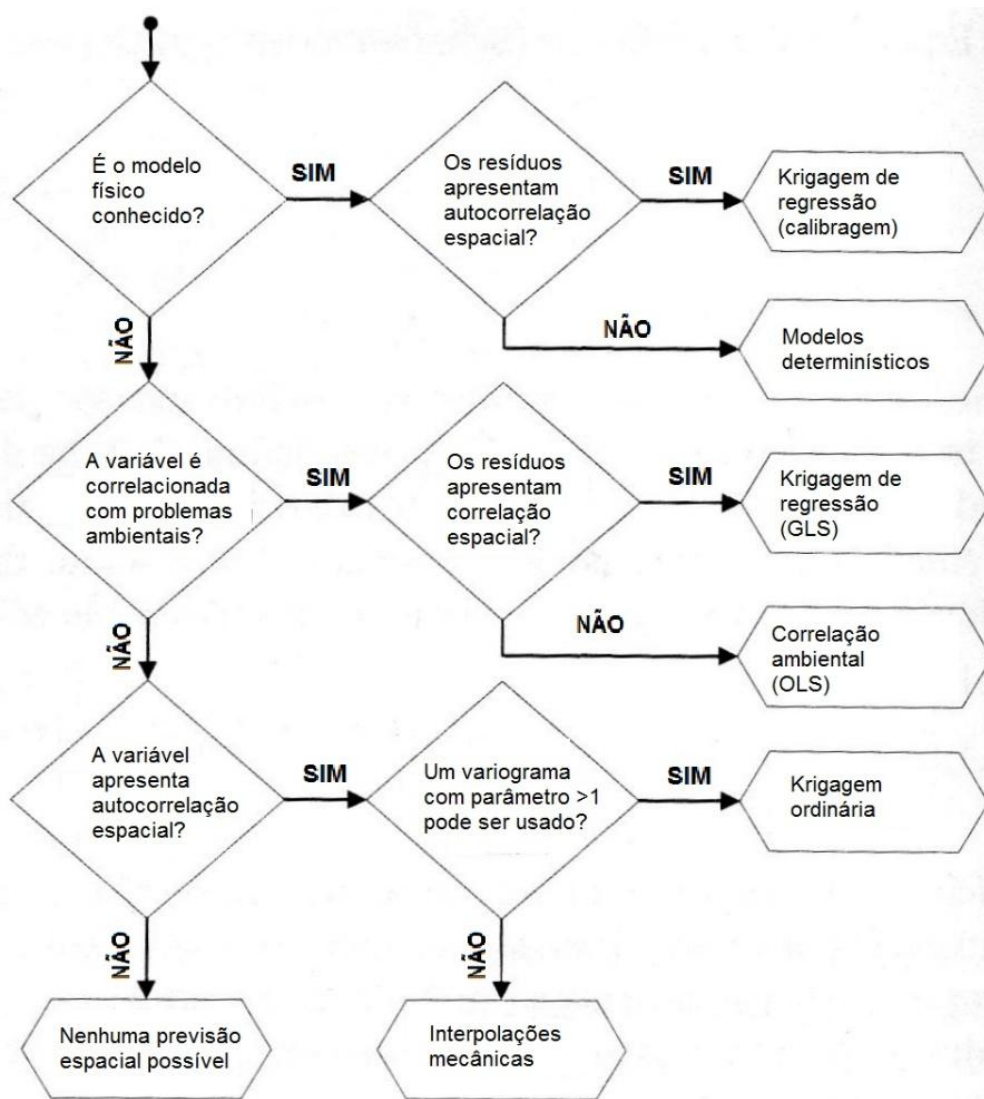 É o modelo
físico
conhecido?
SIM
Os resíduos
apresentam
autocorrelação
espacial?
SIM
Krigagem de
regressão
(calibragem)
NÃO
NÃO
Modelos
determinísticos
A variável é
correlacionada
com problemas
ambientais?
SIM
Os resíduos
apresentam
correlação
espacial?
SIM
Krigagem de
regressão
(GLS)
NÃO
NÃO
Correlação
ambiental
(OLS)
A variável
apresenta
autocorrelação
espacial?
SIM
Um variograma
com parâmetro >1
pode ser usado?
SIM
Krigagem
ordinária
NÃO
NÃO
Nenhuma previsão
espacial possível
Interpolações
mecânicas